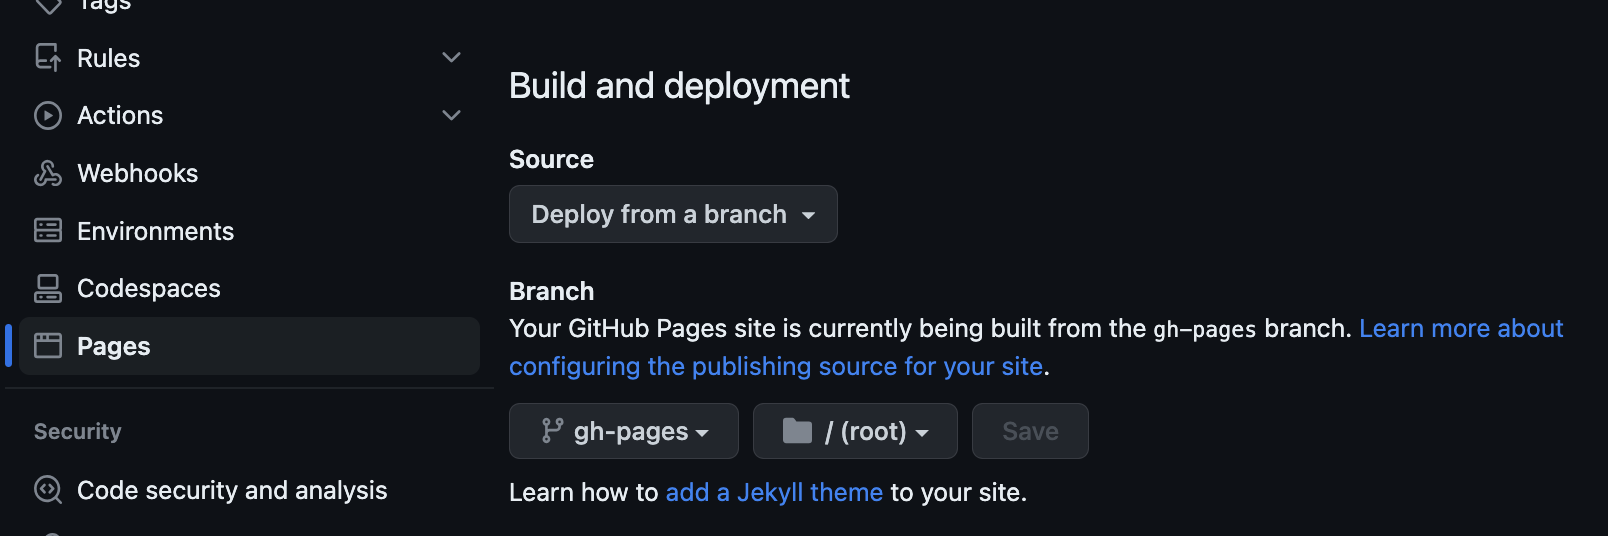 Tags
Rules
Actions
Webhooks
Environments
Codespaces
Pages
Security
Code security and analysis
Build and deployment
Source
Deploy from a branch
Branch
Your GitHub Pages site is currently being built from the gh-pages branch. Learn more about
configuring the publishing source for your site.
gh-pages
/ (root)
Save
Learn how to add a Jekyll theme to your site.